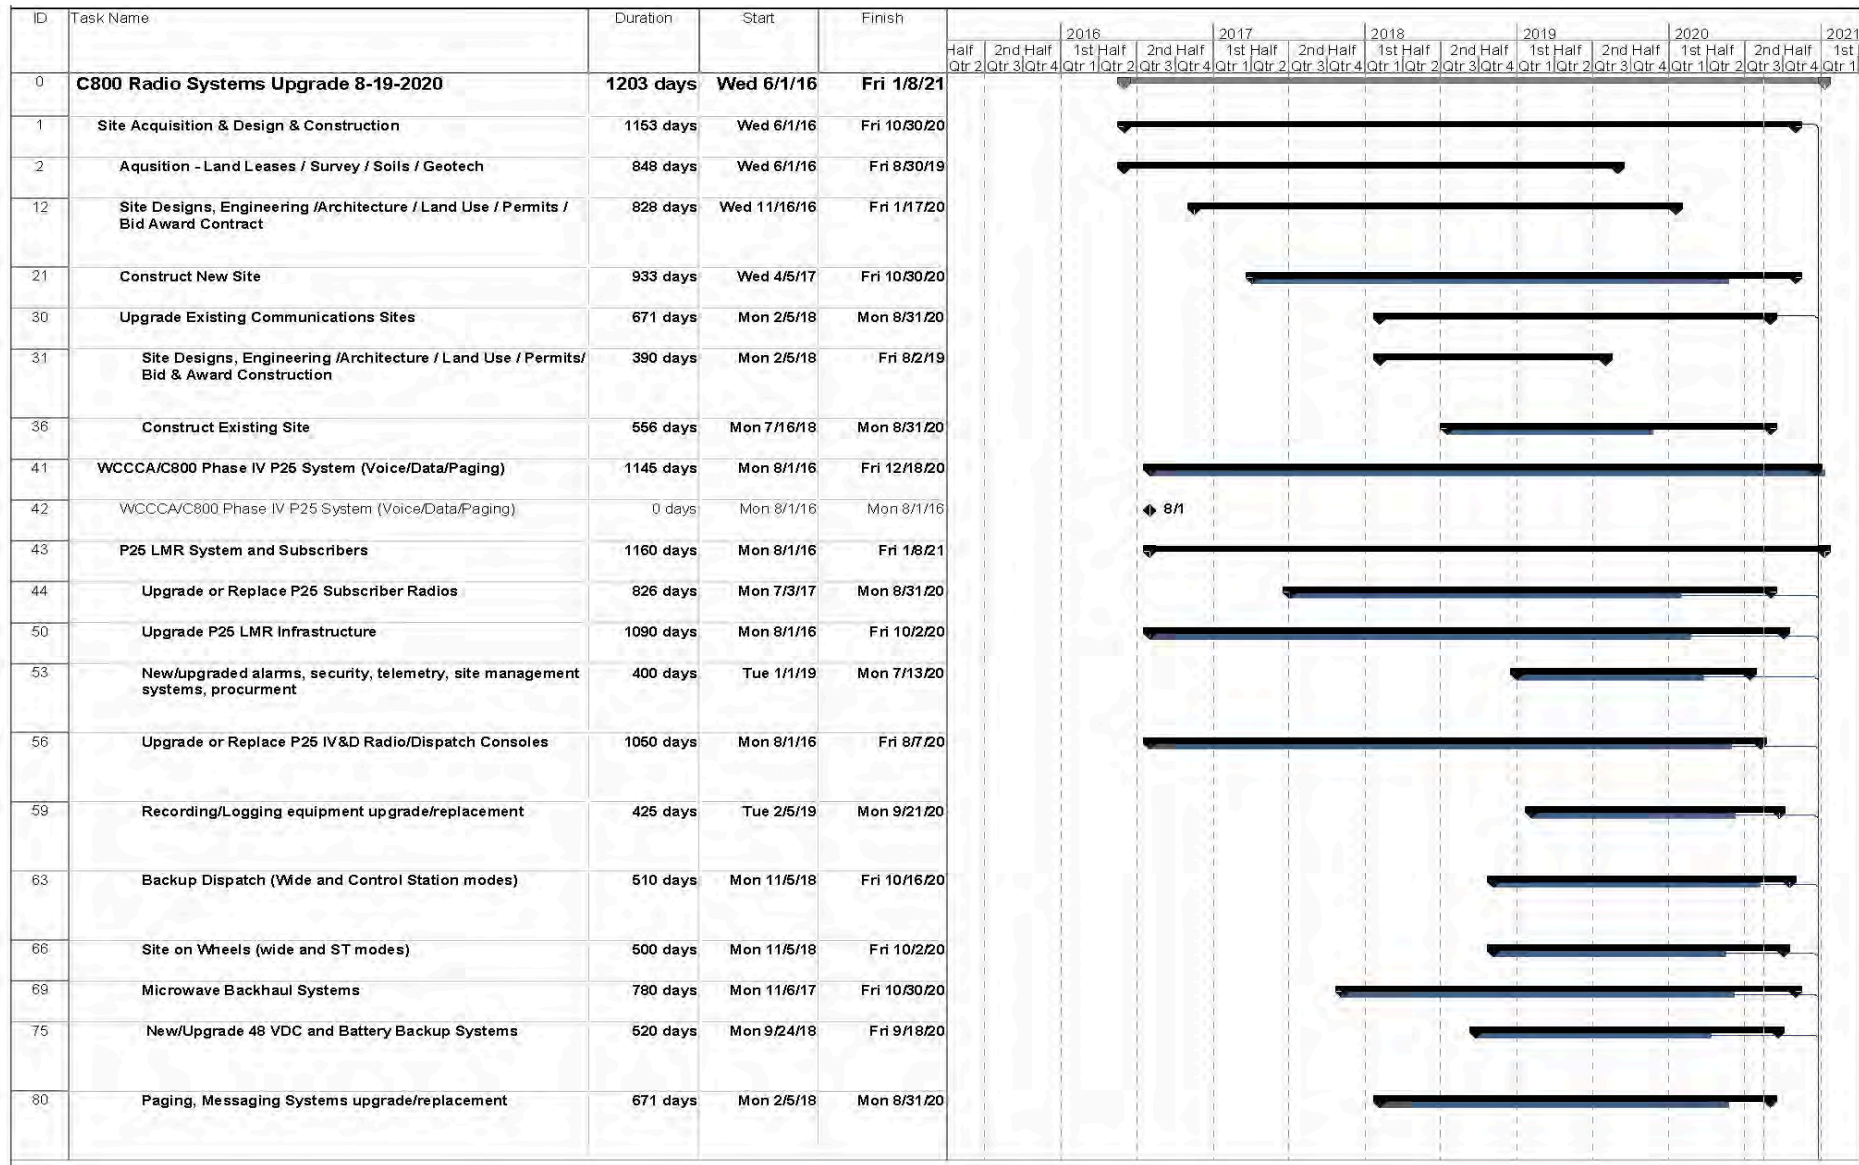 ID Task Name Duration Start Finish
2016 2017 2018 2019 2020 2021
Half 2nd Half 1st Half 2nd Half 1st Half 2nd Half 1st Half 2nd Half 1st Half 2nd Half 1st Half 2nd Half 1st
Qtr 2 Qtr 3 Qtr 4 Qtr 1 Qtr 2 Qtr 3 Qtr 4 Qtr 1 Qtr 2 Qtr 3 Qtr 4 Qtr 1 Qtr 2 Qtr 3 Qtr 4 Qtr 1 Qtr 2 Qtr 3 Qtr 4 Qtr 1 Qtr 2 Qtr 3 Qtr 4 Qtr 1
0 C800 Radio Systems Upgrade 8-19-2020 1203 days Wed 6/1/16 Fri 1/8/21
1 Site Acquisition & Design & Construction 1153 days Wed 6/1/16 Fri 10/30/20
2 Aqusition - Land Leases / Survey / Soils / Geotech 848 days Wed 6/1/16 Fri 8/30/19
12 Site Designs, Engineering /Architecture / Land Use / Permits / 828 days Wed 11/16/16 Fri 1/17/20
Bid Award Contract
21 Construct New Site 933 days Wed 4/5/17 Fri 10/30/20
30 Upgrade Existing Communications Sites 671 days Mon 2/5/18 Mon 8/31/20
31 Site Designs, Engineering /Architecture / Land Use / Permits/ 390 days Mon 2/5/18 Fri 8/2/19
Bid & Award Construction
36 Construct Existing Site 556 days Mon 7/16/18 Mon 8/31/20
41 WCCCA/C800 Phase IV P25 System (Voice/Data/Paging) 1145 days Mon 8/1/16 Fri 12/18/20
42 WCCCA/C800 Phase IV P25 System (Voice/Data/Paging) 0 days Mon 8/1/16 Mon 8/1/16 8/1
43 P25 LMR System and Subscribers 1160 days Mon 8/1/16 Fri 1/8/21
44 Upgrade or Replace P25 Subscriber Radios 826 days Mon 7/3/17 Mon 8/31/20
50 Upgrade P25 LMR Infrastructure 1090 days Mon 8/1/16 Fri 10/2/20
53 New/upgraded alarms, security, telemetry, site management 400 days Tue 1/1/19 Mon 7/13/20
systems, procurment
56 Upgrade or Replace P25 IV&D Radio/Dispatch Consoles 1050 days Mon 8/1/16 Fri 8/7/20
59 Recording/Logging equipment upgrade/replacement 425 days Tue 2/5/19 Mon 9/21/20
63 Backup Dispatch (Wide and Control Station modes) 510 days Mon 11/5/18 Fri 10/16/20
66 Site on Wheels (wide and ST modes) 500 days Mon 11/5/18 Fri 10/2/20
69 Microwave Backhaul Systems 780 days Mon 11/6/17 Fri 10/30/20
75 New/Upgrade 48 VDC and Battery Backup Systems 520 days Mon 9/24/18 Fri 9/18/20
80 Paging, Messaging Systems upgrade/replacement 671 days Mon 2/5/18 Mon 8/31/20